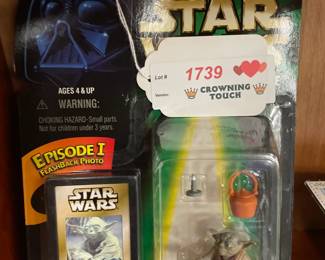 STAR
Lot #
1739
Vendor:
CROWNING
TOUCH
AGES 4 & UP
WARNING:
CHOKING HAZARD-Small parts.
Not for children under 3 years.
EPISODE I
FLASHBACK PHOTO
STAR
WARS